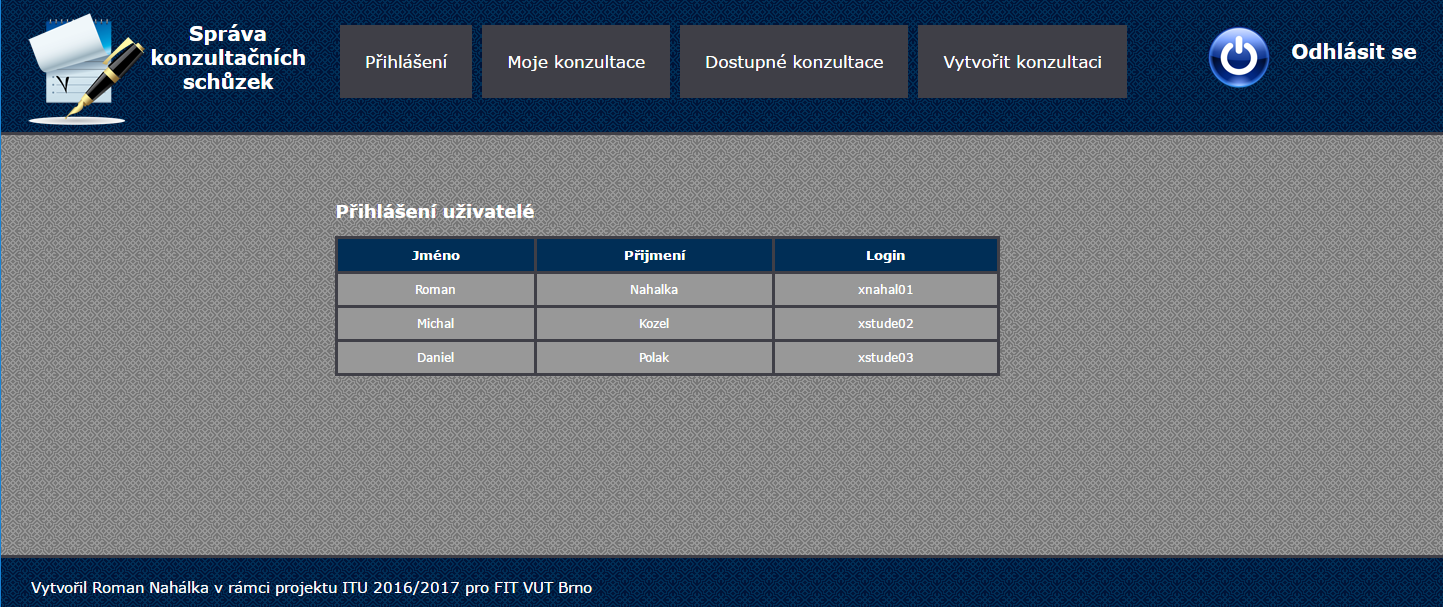 Správa
konzultačních
schůzek
Přihlášení
Moje konzultace
Dostupné konzultace
Vytvořit konzultaci
Odhlásit se
Přihlášení uživatelé
Jméno Přijmení Login
Roman Nahalka xnahal01
Michal Kozel xstude02
Daniel Polak xstude03
Vytvořil Roman Nahálka v rámci projektu ITU 2016/2017 pro FIT VUT Brno